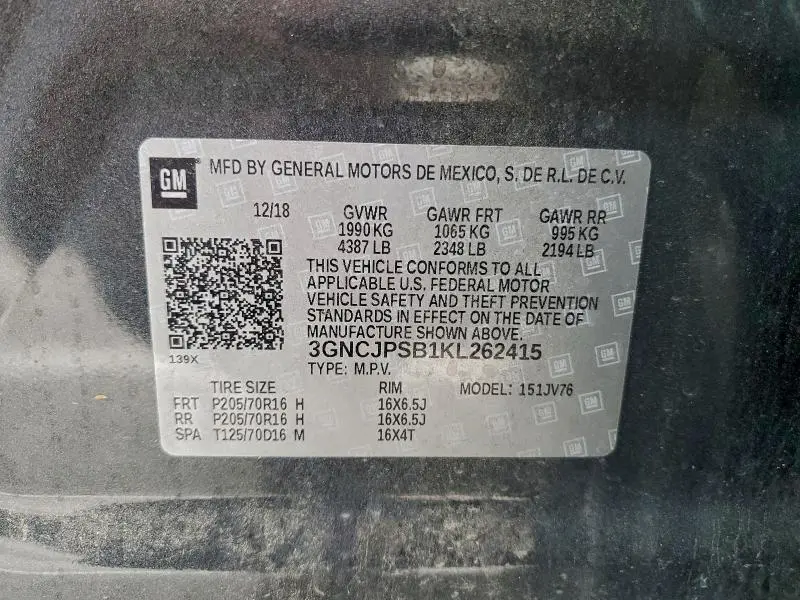 GM
MFD BY GENERAL MOTORS DE MEXICO, S. DE R.L. DE C.V.
12/18 GVWR GAWR FRT GAWR RR
1990 KG 1065 KG 995 KG
4387 LB 2348 LB 2194 LB
THIS VEHICLE CONFORMS TO ALL
APPLICABLE U.S. FEDERAL MOTOR
VEHICLE SAFETY AND THEFT PREVENTION
STANDARDS IN EFFECT ON THE DATE OF
MANUFACTURE SHOWN ABOVE.
139X
3GNCJPSB1KL262415
TYPE: M.P.V.
TIRE SIZE RIM MODEL: 151JV76
FRT P205/70R16 H 16X6.5J
RR P205/70R16 H 16X6.5J
SPA T125/70D16 M 16X4T